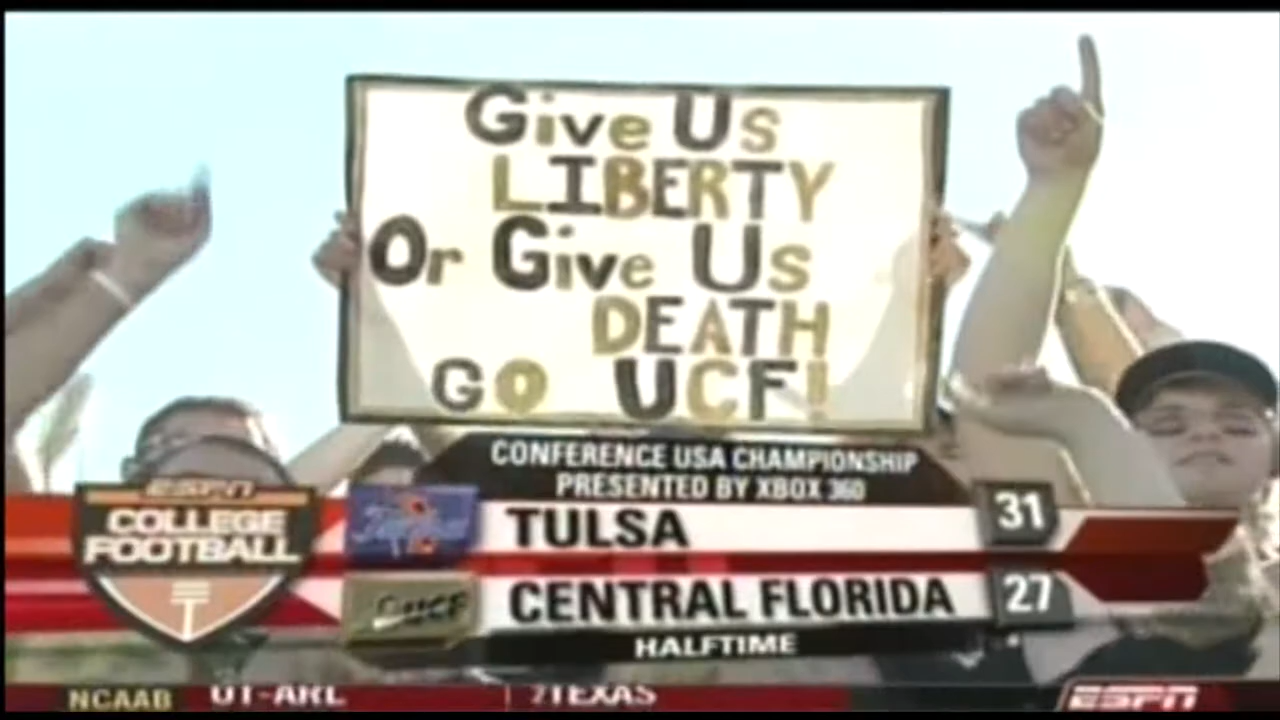 Give Us
LIBERTY
Or Give Us
DEATH
GO UCF!
CONFERENCE USA CHAMPIONSHIP
PRESENTED BY XBOX 360
ESPN
COLLEGE
FOOTBALL
TULSA 31
UCF
CENTRAL FLORIDA 27
HALFTIME
NCAAB UT-ARL 2TEXAS
ESPN